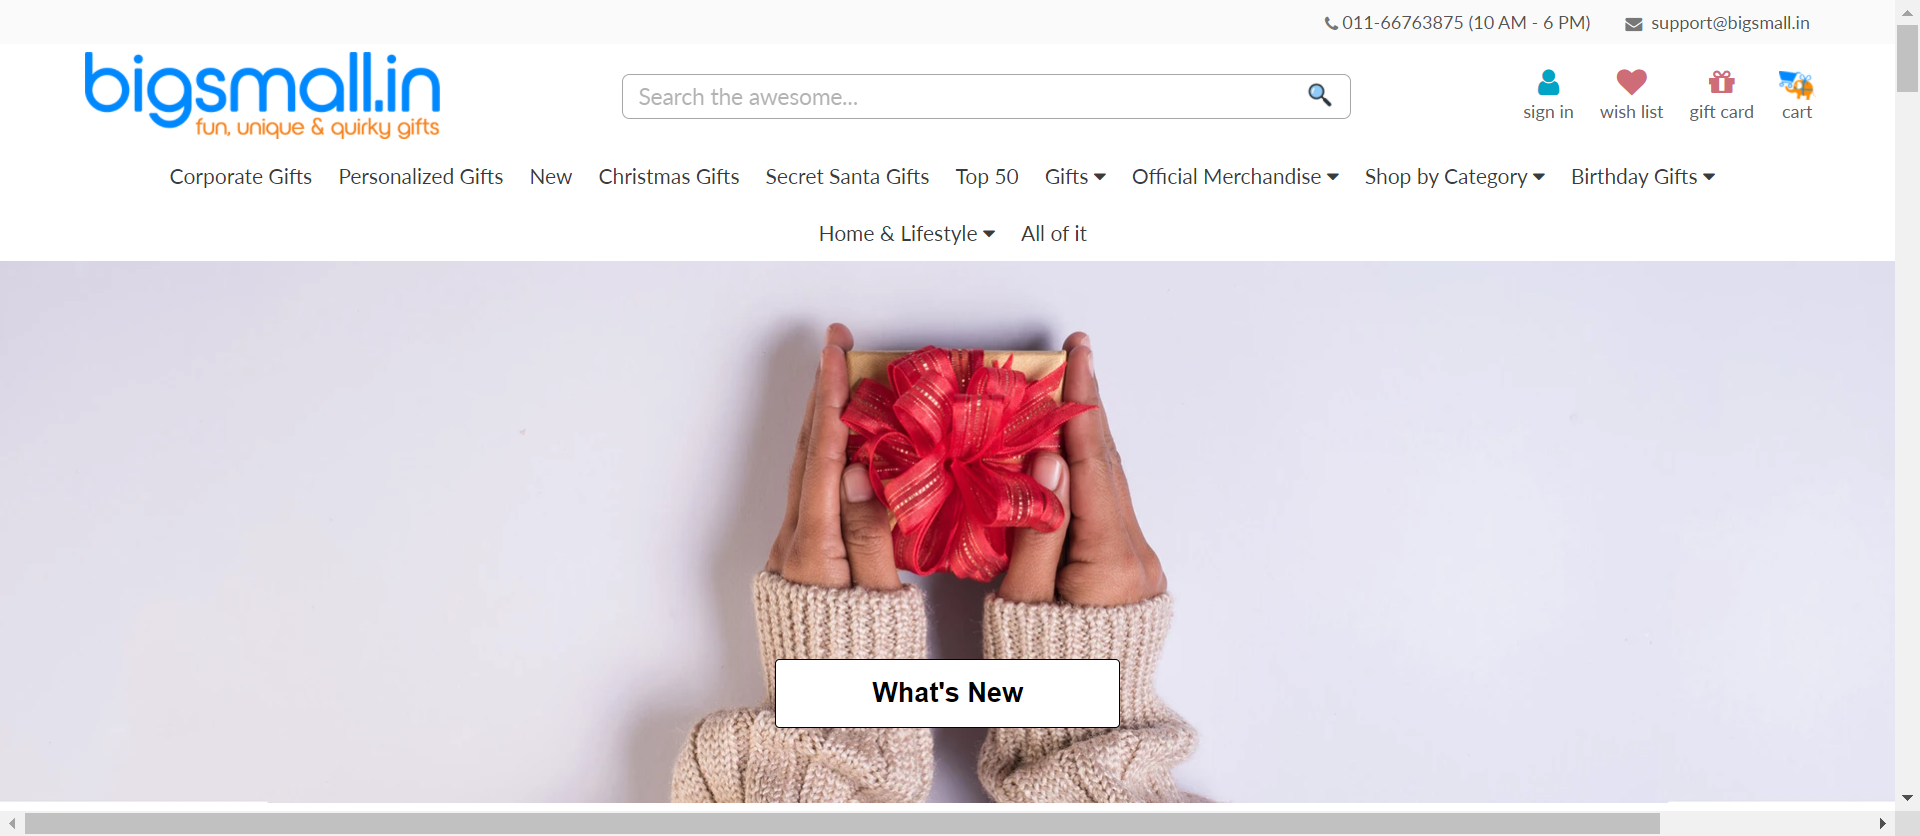 011-66763875 (10 AM - 6 PM) support@bigsmall.in
bigsmall.in
fun, unique & quirky gifts
Search the awesome...
sign in wish list gift card cart
Corporate Gifts Personalized Gifts New Christmas Gifts Secret Santa Gifts Top 50 Gifts Official Merchandise Shop by Category Birthday Gifts
Home & Lifestyle All of it
What's New